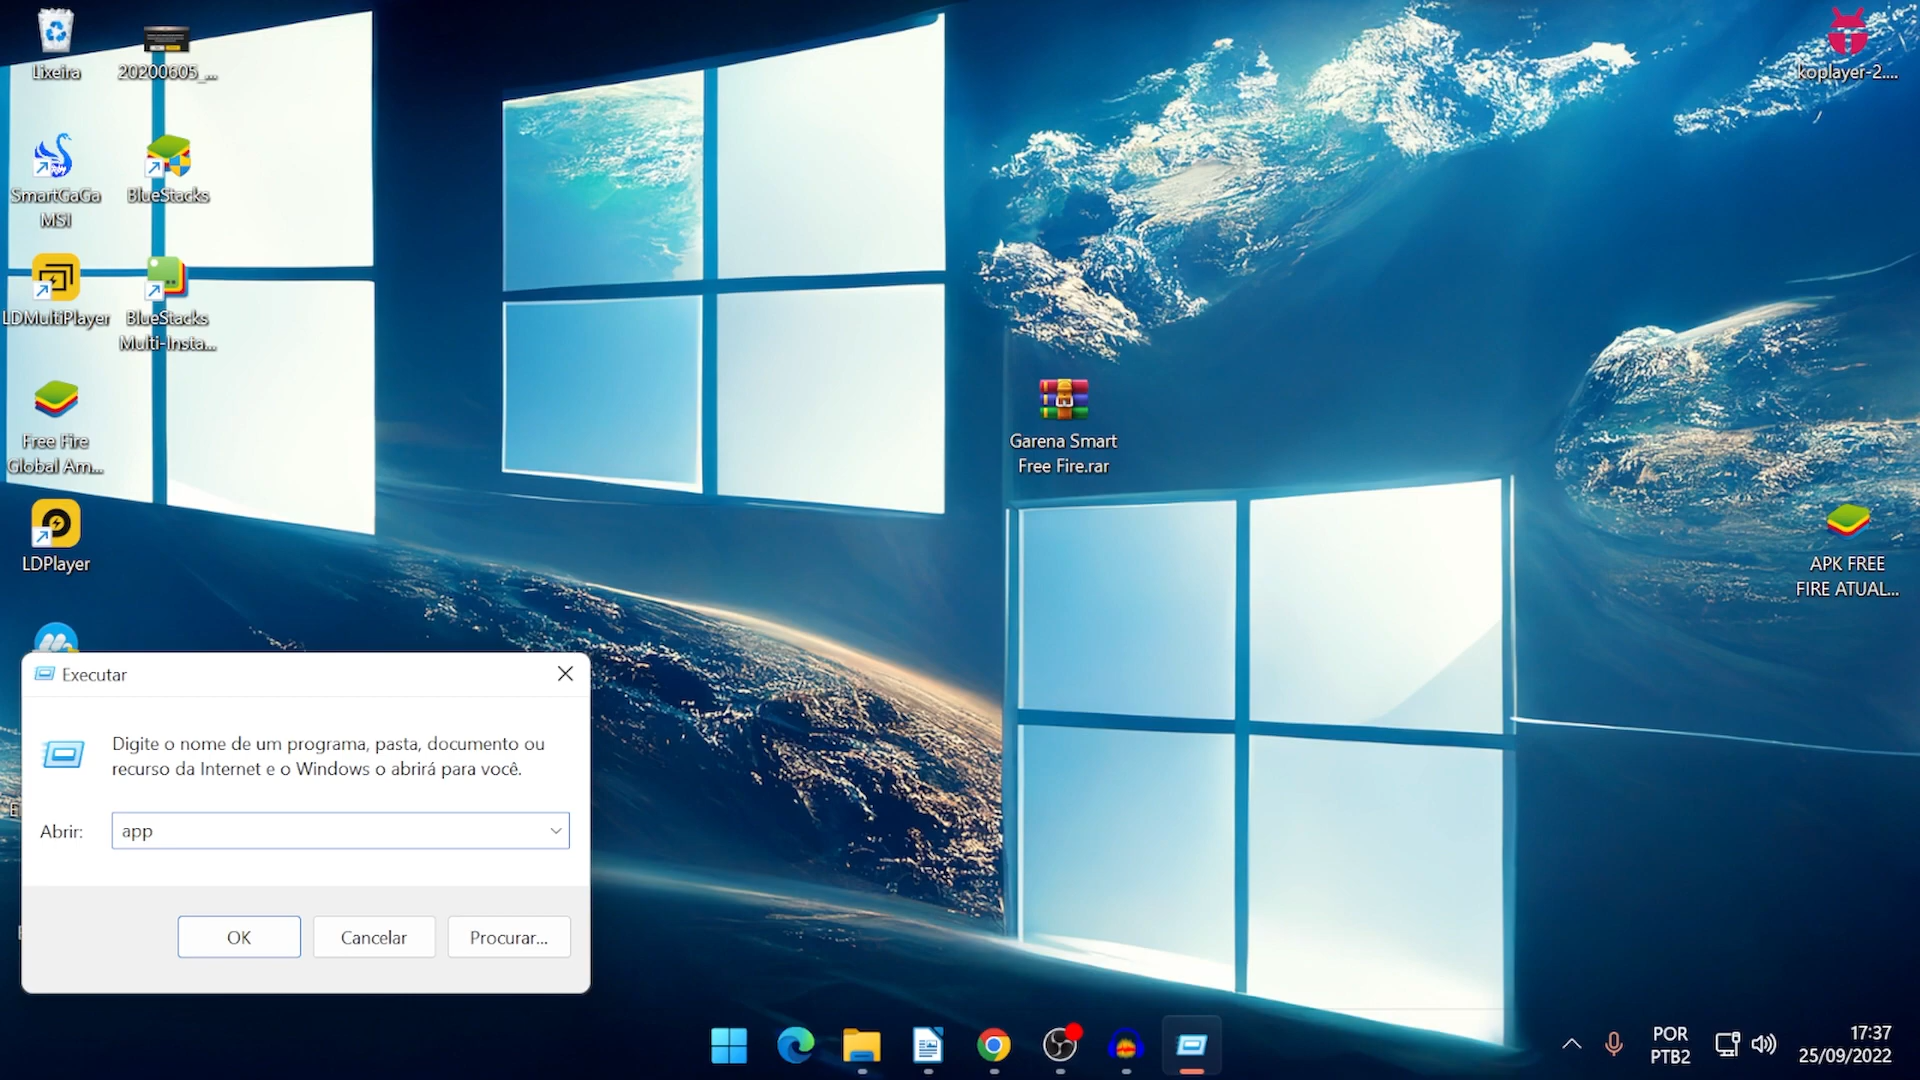 Lixeira
20200605_...
koplayer-2....
SmartGaGa
MSI
BlueStacks
LDMultiPlayer
BlueStacks
Multi-Insta...
Free Fire
Global Am...
Garena Smart
Free Fire.rar
LDPlayer
APK FREE
FIRE ATUAL...
Executar
Digite o nome de um programa, pasta, documento ou
recurso da Internet e o Windows o abrirá para você.
Abrir:
app
OK
Cancelar
Procurar...
POR
PTB2
17:37
25/09/2022